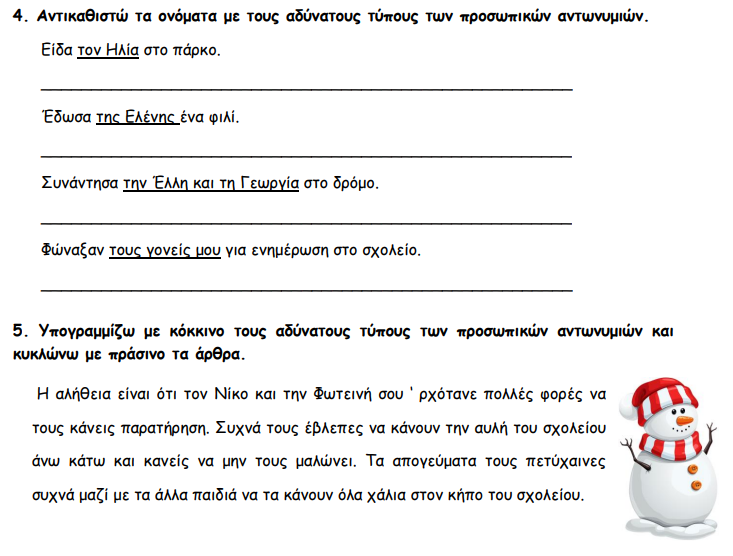 4. Αντικαθιστώ τα ονόματα με τους αδύνατους τύπους των προσωπικών αντωνυμιών.
Είδα τον Ηλία στο πάρκο.
Έδωσα της Ελένης ένα φιλί.
Συνάντησα την Έλλη και τη Γεωργία στο δρόμο.
Φώναξαν τους γονείς μου για ενημέρωση στο σχολείο.
5. Υπογραμμίζω με κόκκινο τους αδύνατους τύπους των προσωπικών αντωνυμιών και
κυκλώνω με πράσινο τα άρθρα.
Η αλήθεια είναι ότι τον Νίκο και την Φωτεινή σου ' ρχότανε πολλές φορές να
τους κάνεις παρατήρηση. Συχνά τους έβλεπες να κάνουν την αυλή του σχολείου
άνω κάτω και κανείς να μην τους μαλώνει. Τα απογεύματα τους πετύχαινες
συχνά μαζί με τα άλλα παιδιά να τα κάνουν όλα χάλια στον κήπο του σχολείου.